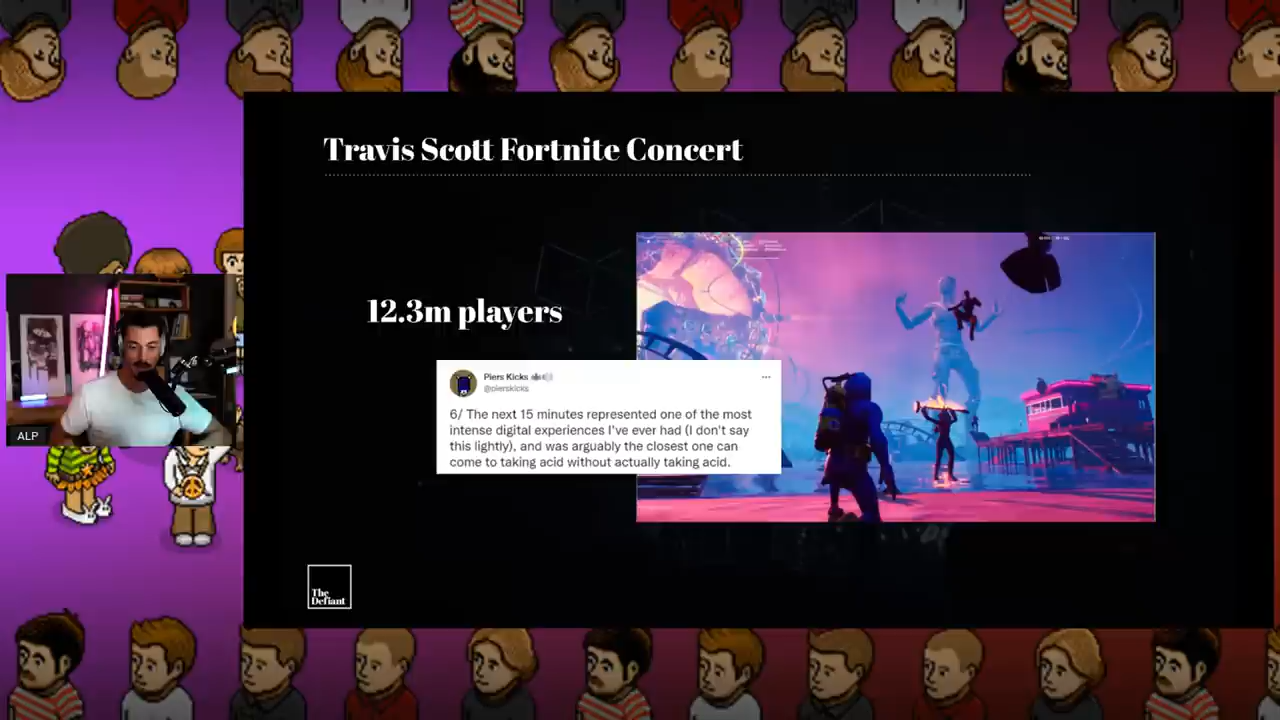 Travis Scott Fortnite Concert
12.3m players
Piers Kicks
@pierskicks
6/ The next 15 minutes represented one of the most
intense digital experiences I've ever had (I don't say
this lightly), and was arguably the closest one can
come to taking acid without actually taking acid.
ALP
The
Defiant